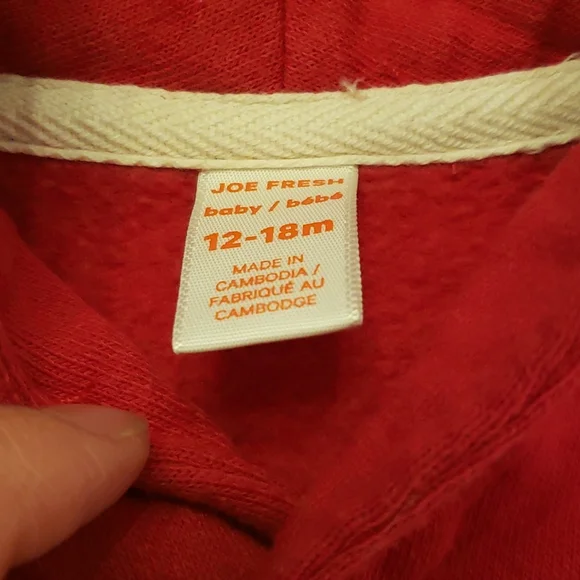 JOE FRESH
baby / bébé
12-18m
MADE IN
CAMBODIA /
FABRIQUÉ AU
CAMBODGE